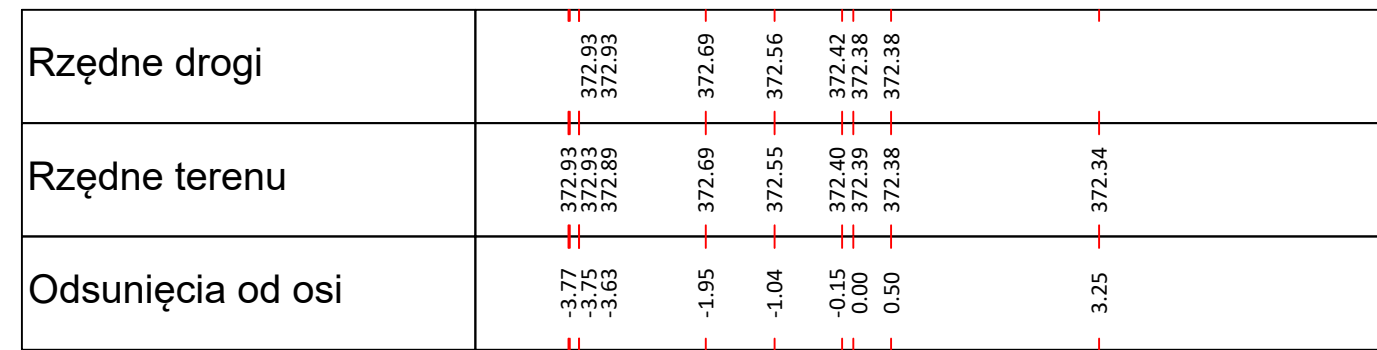 Rzędne drogi 372.93 372.93 372.69 372.56 372.42 372.38 372.38
Rzędne terenu 372.93 372.93 372.89 372.69 372.55 372.40 372.39 372.38 372.34
Odsunięcia od osi -3.77 -3.75 -3.63 -1.95 -1.04 -0.15 0.00 0.50 3.25